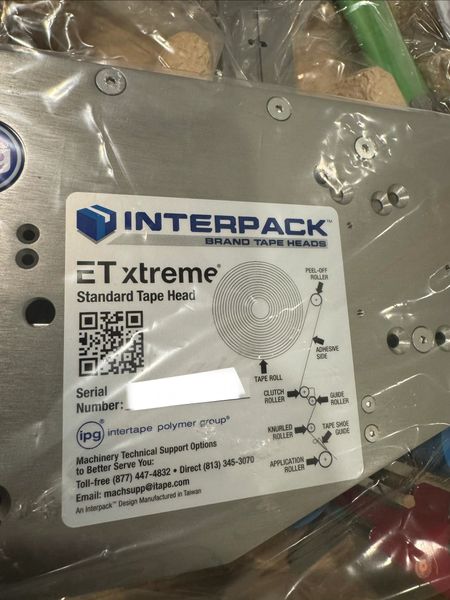 INTERPACK™
BRAND TAPE HEADS
ET xtreme®
Standard Tape Head
PEEL-OFF
ROLLER
ADHESIVE
SIDE
TAPE ROLL
CLUTCH
ROLLER
GUIDE
ROLLER
KNURLED
ROLLER
TAPE SHOE
GUIDE
APPLICATION
ROLLER
Serial
Number:
ipg intertape polymer group®
Machinery Technical Support Options
to Better Serve You:
Toll-free (877) 447-4832 • Direct (813) 345-3070
Email: machsupp@itape.com
An Interpack™ Design Manufactured in Taiwan